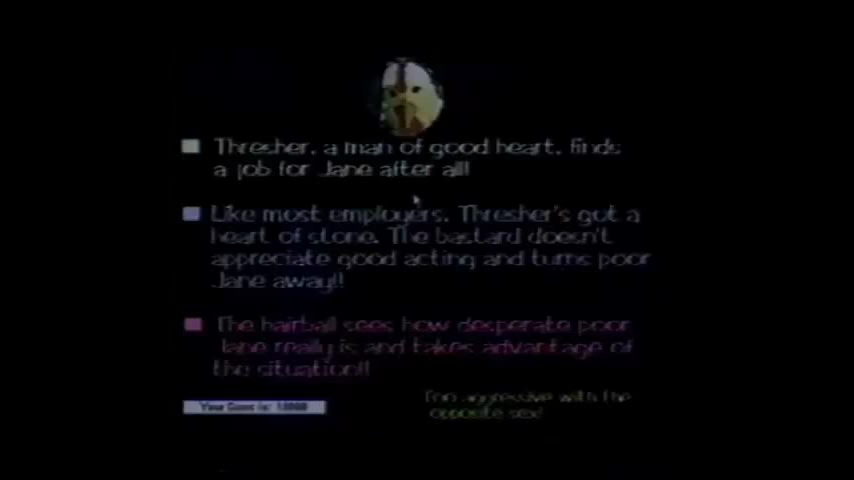 Thresher, a man of good heart, finds
a job for Jane after all!
Like most employers, Thresher's got a
heart of stone. The bastard doesn't
appreciate good acting and turns poor
Jane away!!
The hairball sees how desperate poor
Jane really is and takes advantage of
the situation!!
Your is:
Too aggressive with the
opposite sex!